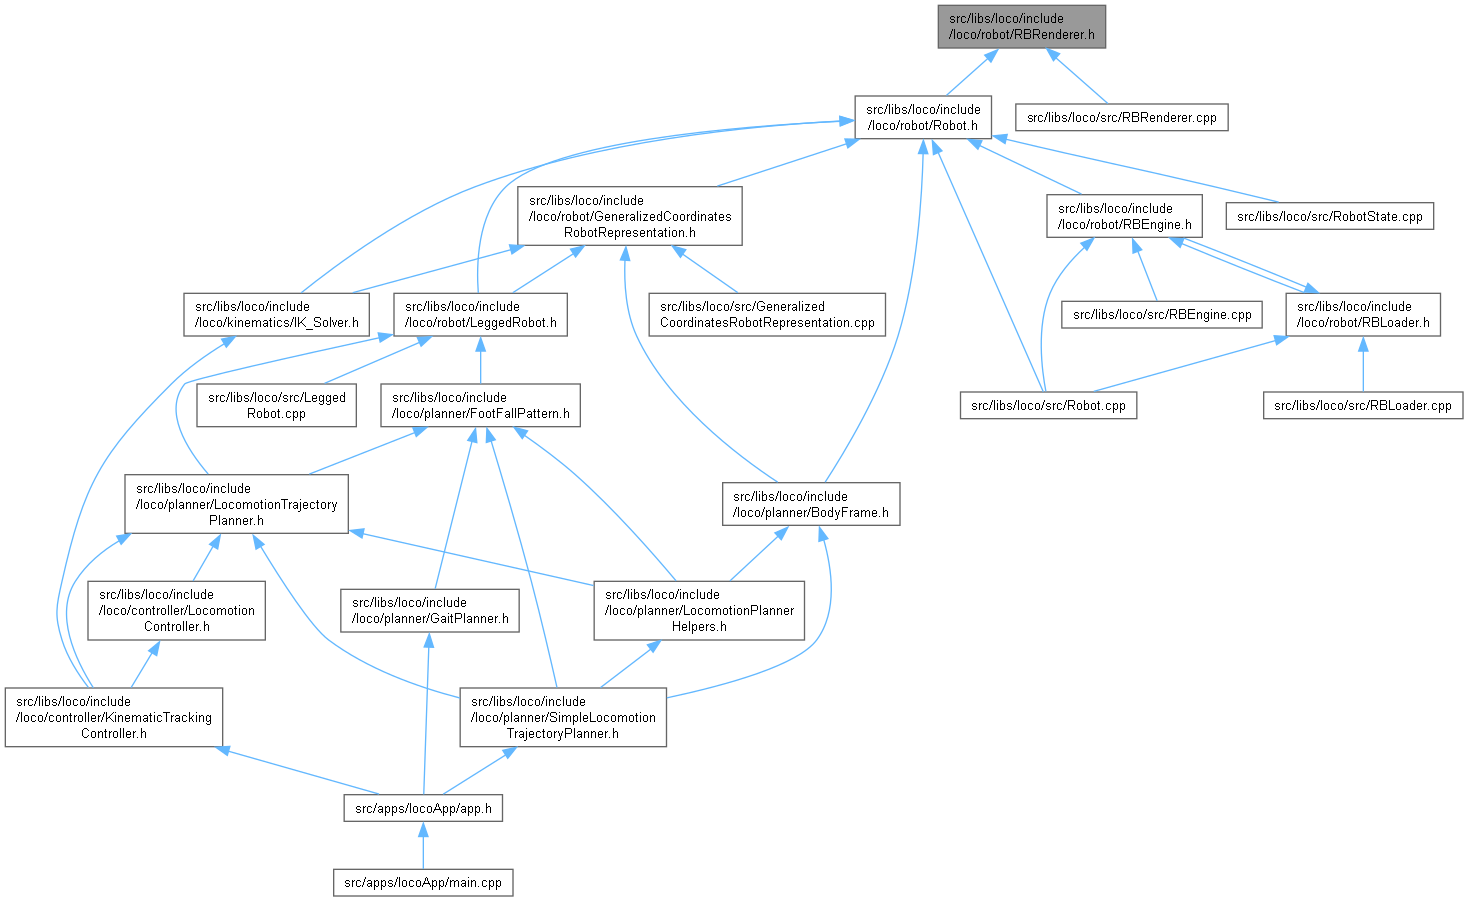 src/libs/loco/include
/loco/robot/RBRenderer.h
src/libs/loco/include
/loco/robot/Robot.h
src/libs/loco/src/RBRenderer.cpp
src/libs/loco/include
/loco/robot/GeneralizedCoordinates
RobotRepresentation.h
src/libs/loco/include
/loco/robot/RBEngine.h
src/libs/loco/src/RobotState.cpp
src/libs/loco/include
/loco/kinematics/IK_Solver.h
src/libs/loco/include
/loco/robot/LeggedRobot.h
src/libs/loco/src/Generalized
CoordinatesRobotRepresentation.cpp
src/libs/loco/src/RBEngine.cpp
src/libs/loco/include
/loco/robot/RBLoader.h
src/libs/loco/src/Legged
Robot.cpp
src/libs/loco/include
/loco/planner/FootFallPattern.h
src/libs/loco/src/Robot.cpp
src/libs/loco/src/RBLoader.cpp
src/libs/loco/include
/loco/planner/LocomotionTrajectory
Planner.h
src/libs/loco/include
/loco/planner/BodyFrame.h
src/libs/loco/include
/loco/controller/Locomotion
Controller.h
src/libs/loco/include
/loco/planner/GaitPlanner.h
src/libs/loco/include
/loco/planner/LocomotionPlanner
Helpers.h
src/libs/loco/include
/loco/controller/KinematicTracking
Controller.h
src/libs/loco/include
/loco/planner/SimpleLocomotion
TrajectoryPlanner.h
src/apps/locoApp/app.h
src/apps/locoApp/main.cpp